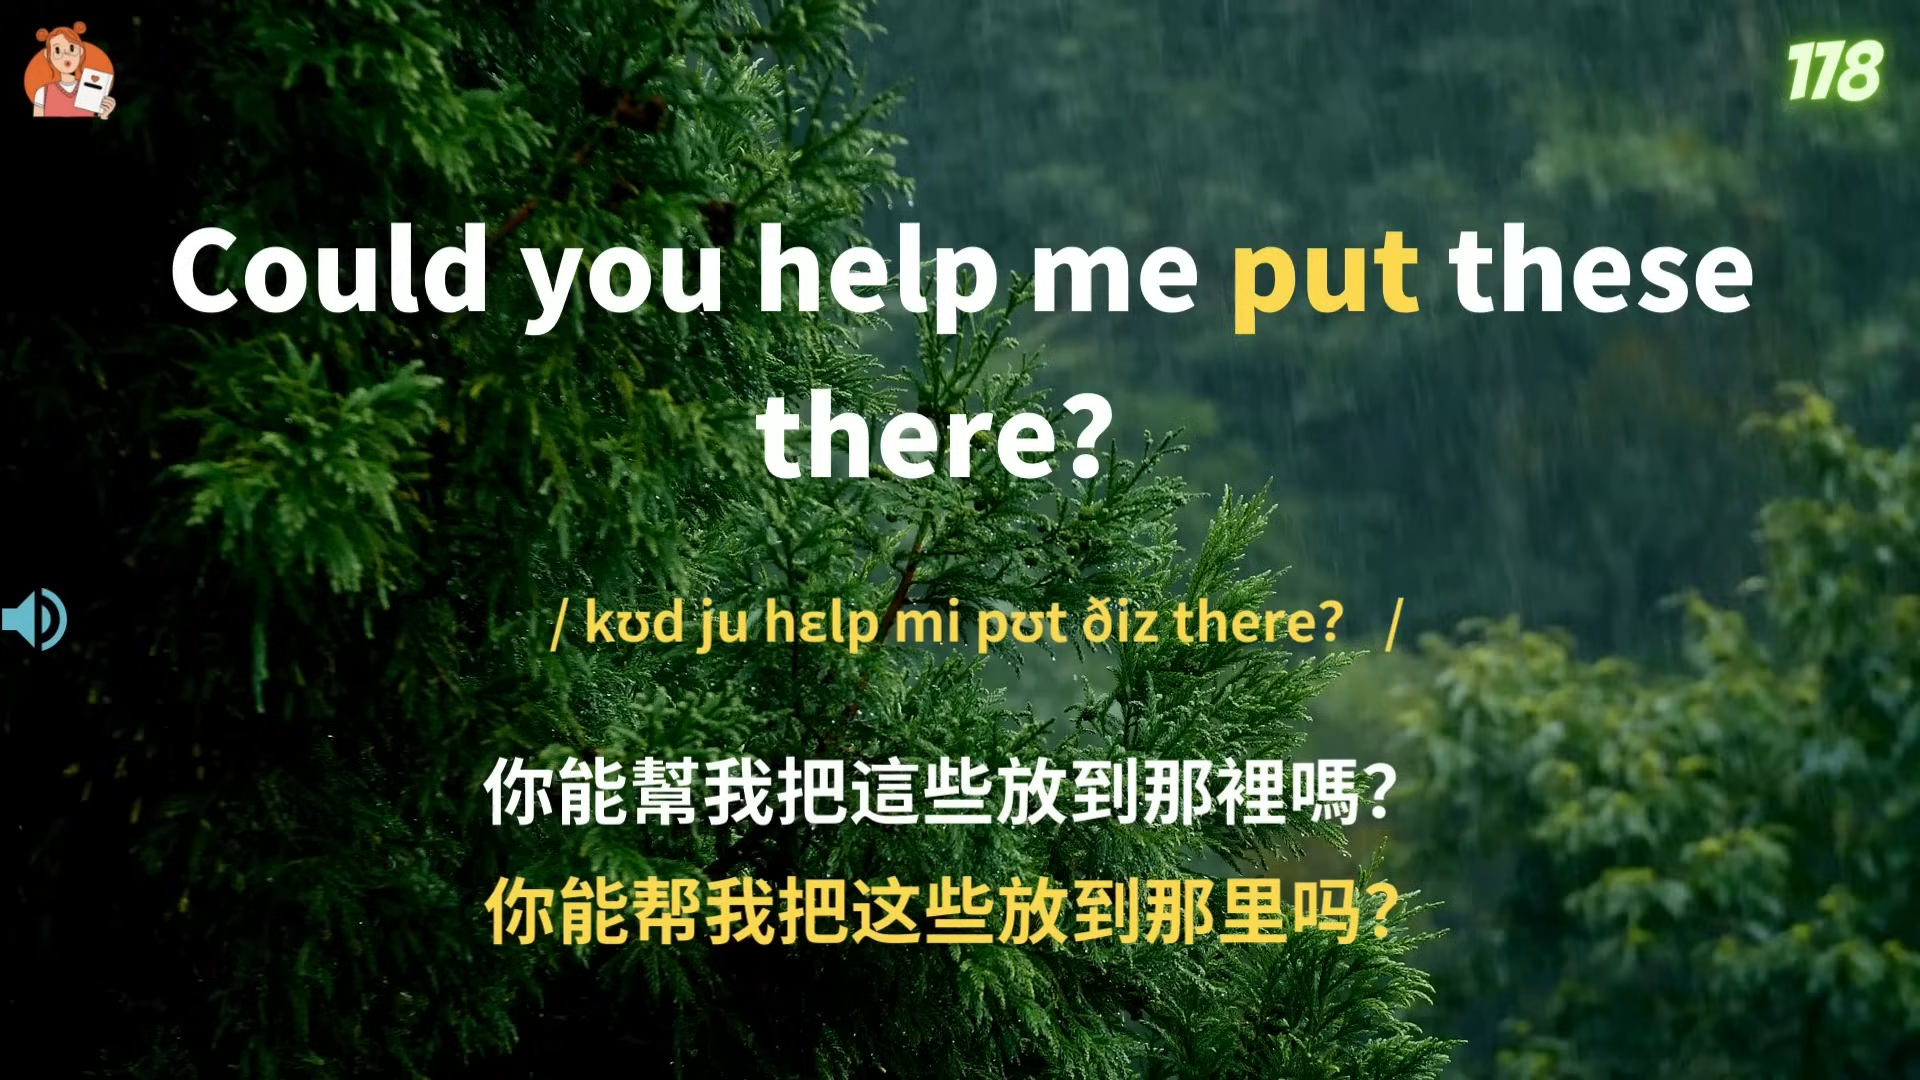 178
Could you help me put these
there?
/ kʊd ju hɛlp mi pʊt ðiz there? /
你能幫我把這些放到那裡嗎?
你能帮我把这些放到那里吗?